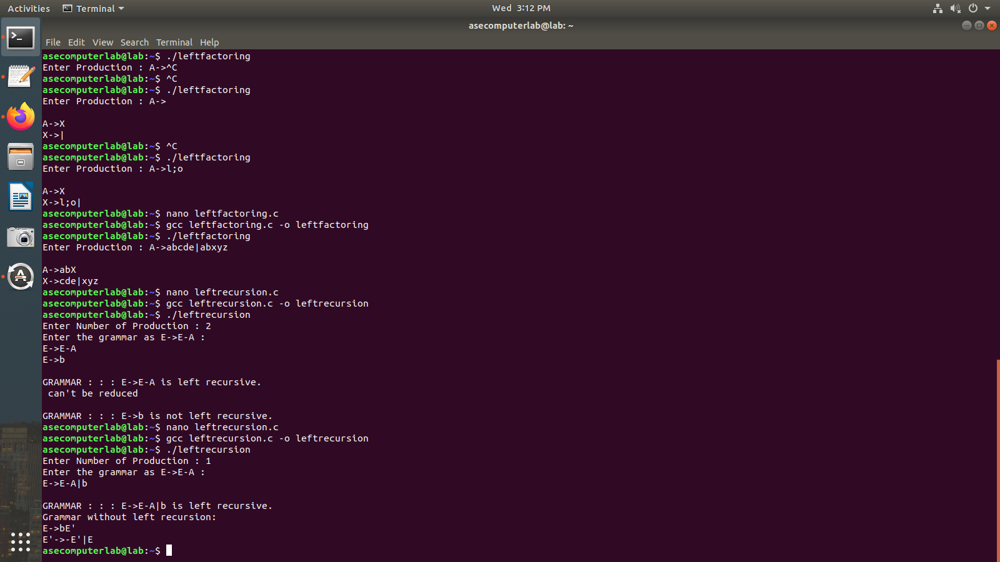 Activities Terminal Wed 3:12 PM
asecomputerlab@lab: ~
File Edit View Search Terminal Help
asecomputerlab@lab:~$ ./leftfactoring
Enter Production : A->^C
asecomputerlab@lab:~$ ^C
asecomputerlab@lab:~$ ./leftfactoring
Enter Production : A->
A->X
X->|
asecomputerlab@lab:~$ ^C
asecomputerlab@lab:~$ ./leftfactoring
Enter Production : A->l;o
A->X
X->l;o|
asecomputerlab@lab:~$ nano leftfactoring.c
asecomputerlab@lab:~$ gcc leftfactoring.c -o leftfactoring
asecomputerlab@lab:~$ ./leftfactoring
Enter Production : A->abcde|abxyz
A->abX
X->cde|xyz
asecomputerlab@lab:~$ nano leftrecursion.c
asecomputerlab@lab:~$ gcc leftrecursion.c -o leftrecursion
asecomputerlab@lab:~$ ./leftrecursion
Enter Number of Production : 2
Enter the grammar as E->E-A :
E->E-A
E->b
GRAMMAR : : : E->E-A is left recursive.
can't be reduced
GRAMMAR : : : E->b is not left recursive.
asecomputerlab@lab:~$ nano leftrecursion.c
asecomputerlab@lab:~$ gcc leftrecursion.c -o leftrecursion
asecomputerlab@lab:~$ ./leftrecursion
Enter Number of Production : 1
Enter the grammar as E->E-A :
E->E-A|b
GRAMMAR : : : E->E-A|b is left recursive.
Grammar without left recursion:
E->bE'
E'->-E'|E
asecomputerlab@lab:~$